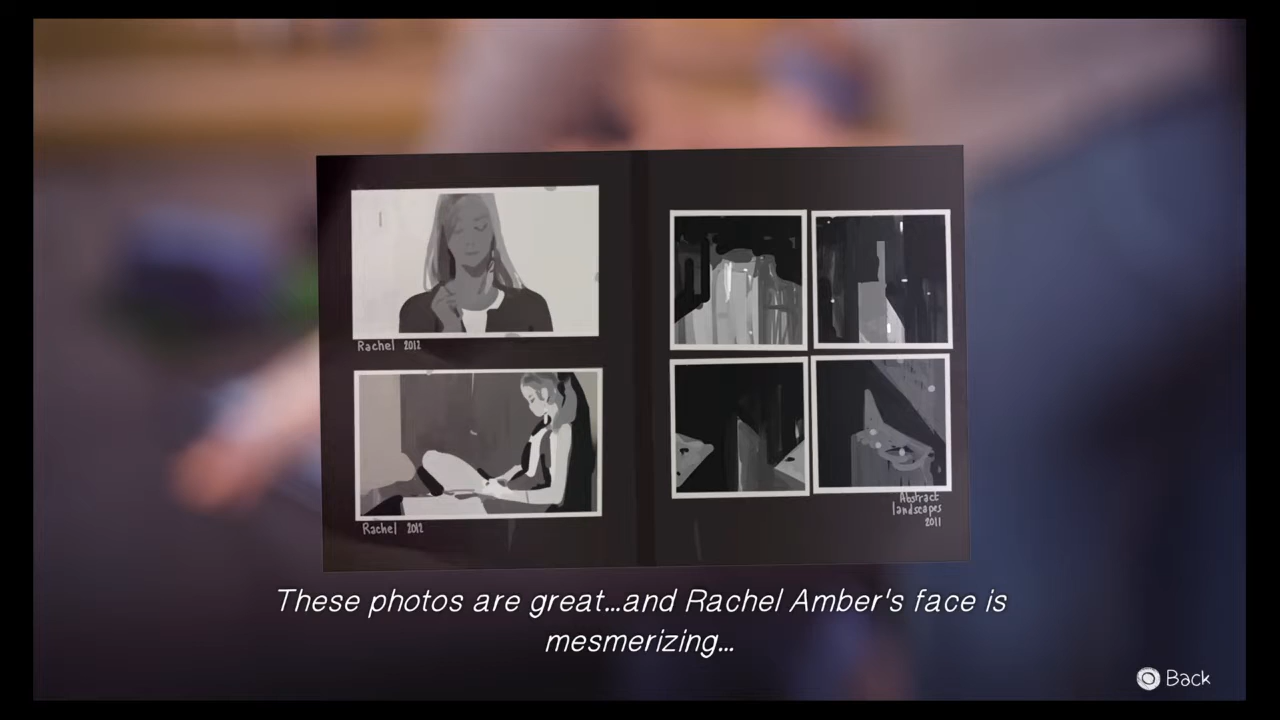 Rachel 2012
Rachel 2012
Abstract
landscapes
2011
These photos are great...and Rachel Amber's face is
mesmerizing...
Back